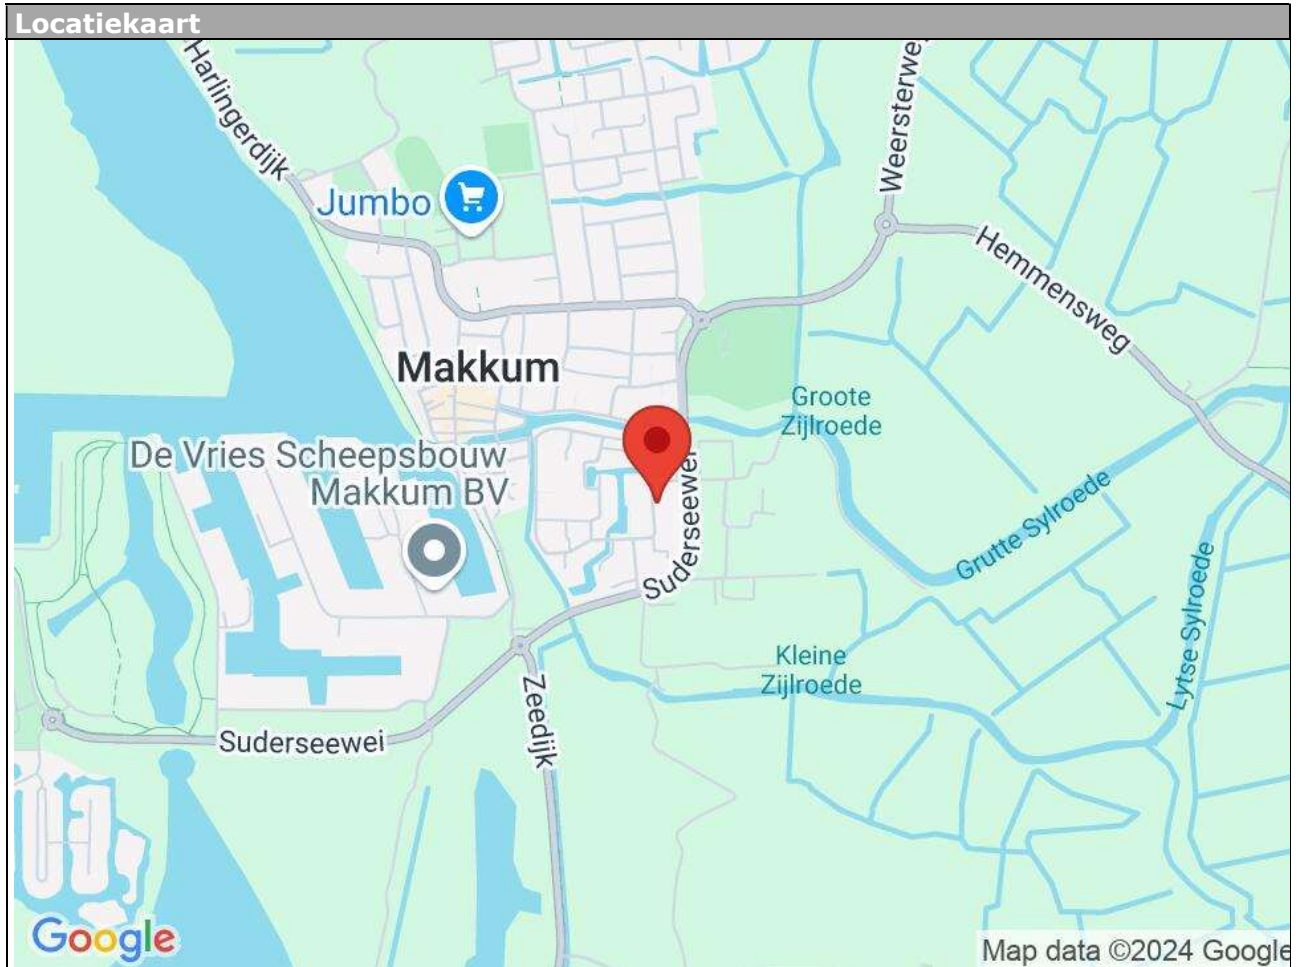 Locatiekaart
Harlingerdijk
Weersterweg
Jumbo
Hemmensweg
Makkum
Groote
Zijlroede
De Vries Scheepsbouw
Makkum BV
Suderseewei
Grutte Sylroede
Lytse Sylroede
Kleine
Zijlroede
Zeedijk
Suderseewei
Google
Map data ©2024 Google